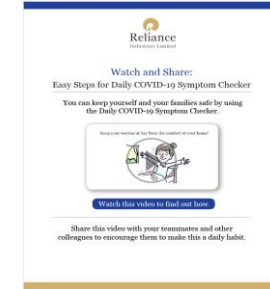 Reliance
Industries Limited
Watch and Share:
Easy Steps for Daily COVID-19 Symptom Checker
You can keep yourself and your families safe by using
the Daily COVID-19 Symptom Checker.
Keep your worries at bay from the comfort of your home!
Watch this video to find out how.
Share this video with your teammates and other
colleagues to encourage them to make this a daily habit.